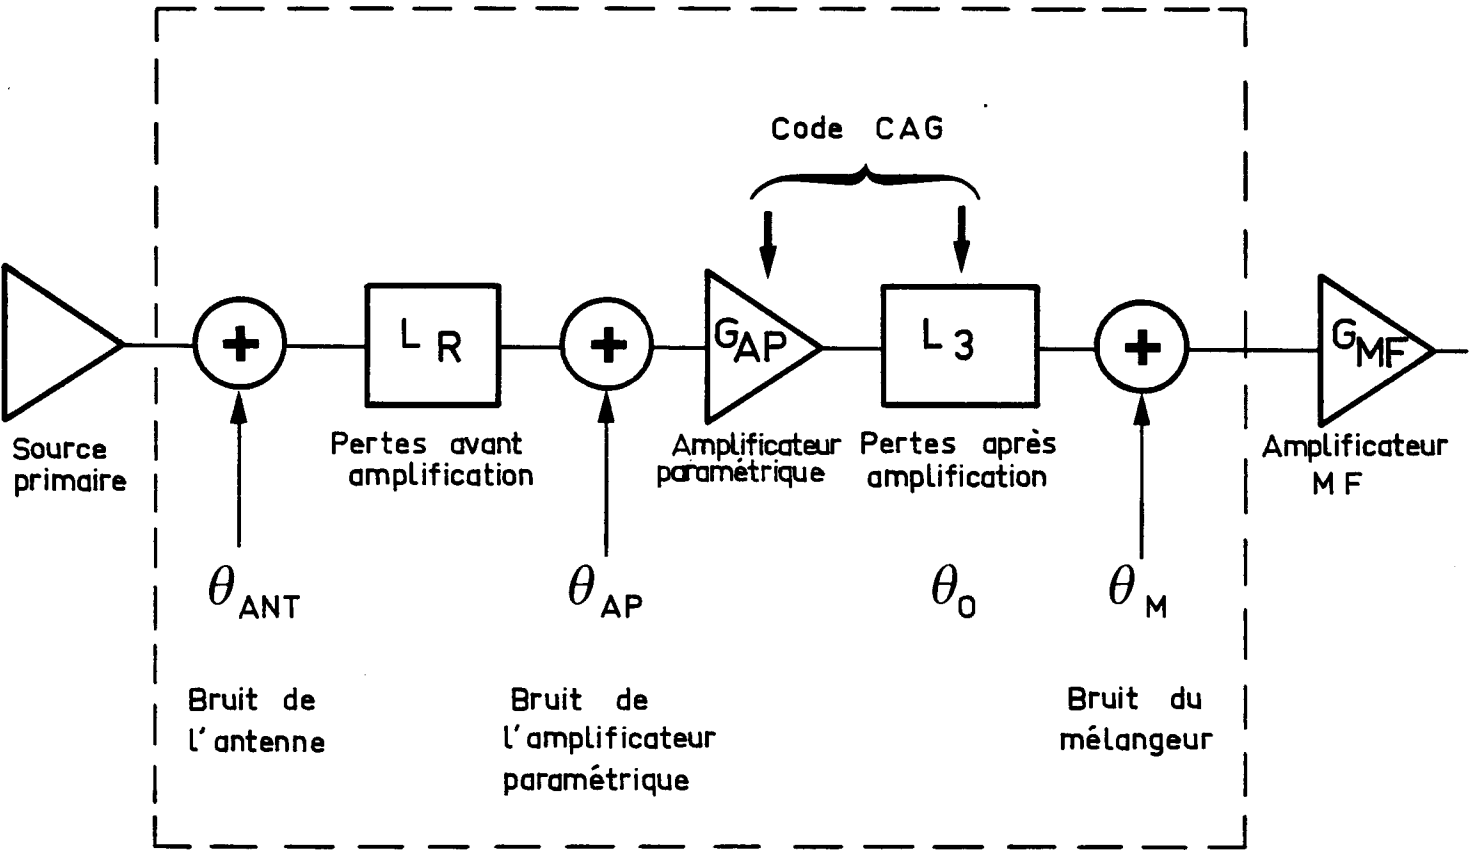 Code CAG
+
L R
+
G AP
L 3
+
G MF
Source
primaire
Pertes avant
amplification
Amplificateur
paramétrique
Pertes après
amplification
Amplificateur
MF
θ ANT
θ AP
θ 0
θ M
Bruit de
l'antenne
Bruit de
l'amplificateur
paramétrique
Bruit du
mélangeur